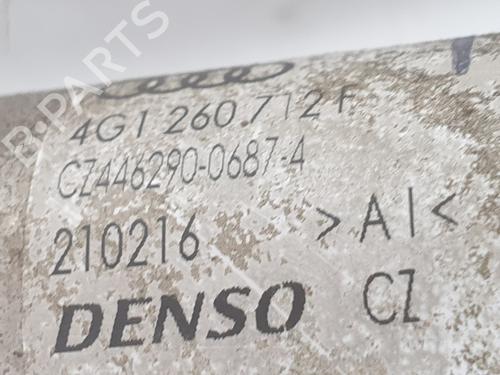 B-PARTS
4G1 260 712 F
CZ446290-0687-4
210216 >AI<
DENSO CZ